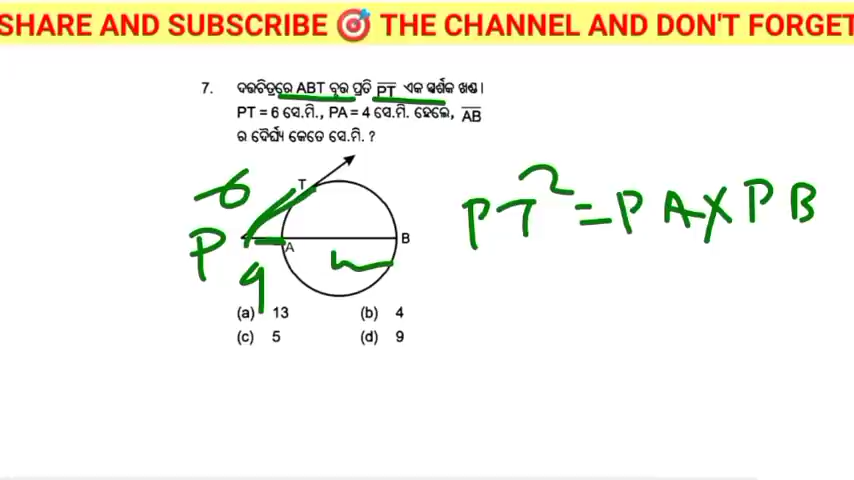 SHARE AND SUBSCRIBE 🎯 THE CHANNEL AND DON'T FORGET
7. ଦତ୍ତଚିତ୍ରରେ ABT ବୃତ୍ତ ପ୍ରତି PT ଏକ ସ୍ପର୍ଶକ ଖଣ୍ଡ।
PT = 6 ସେ.ମି., PA = 4 ସେ.ମି. ହେଲେ, AB
ର ଦୈର୍ଘ୍ୟ କେତେ ସେ.ମି. ?
T
6
P
A
B
4
PT² = PA X PB
(a) 13 (b) 4
(c) 5 (d) 9